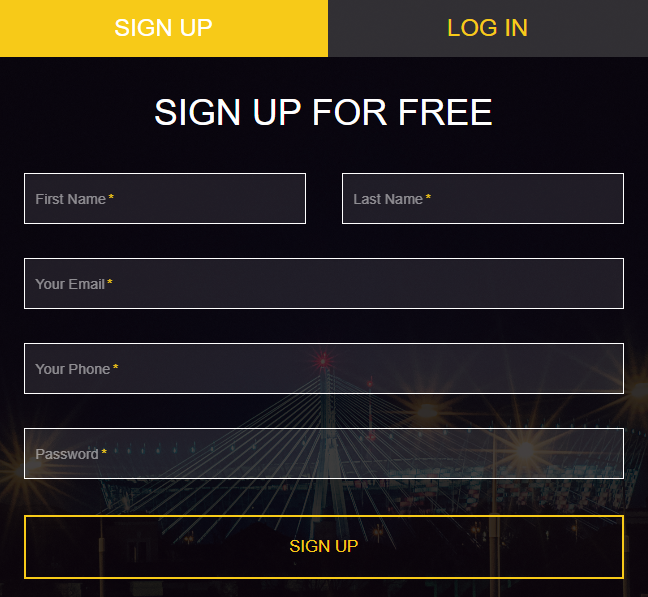 SIGN UP LOG IN
SIGN UP FOR FREE
First Name* Last Name*
Your Email*
Your Phone*
Password*
SIGN UP